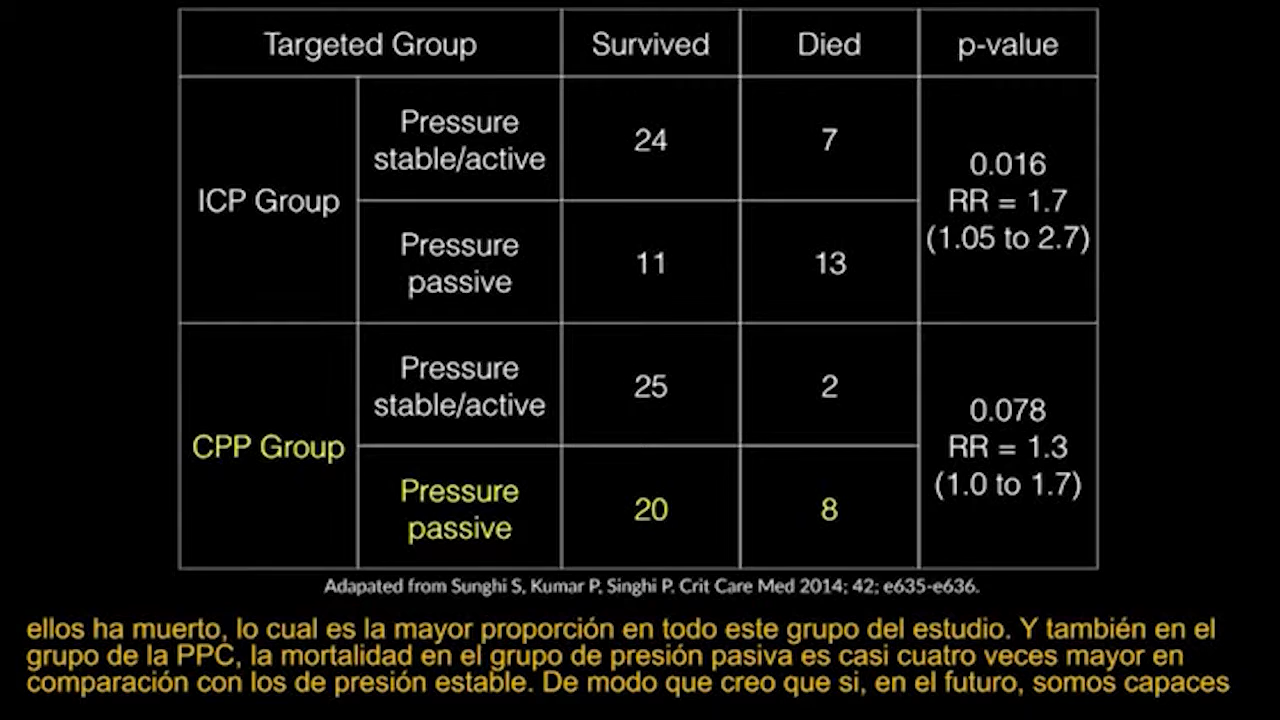 Targeted Group Survived Died p-value
ICP Group
Pressure
stable/active
24 7
Pressure
passive
11 13
0.016
RR = 1.7
(1.05 to 2.7)
CPP Group
Pressure
stable/active
25 2
Pressure
passive
20 8
0.078
RR = 1.3
(1.0 to 1.7)
Adapated from Sunghi S, Kumar P, Singhi P. Crit Care Med 2014; 42; e635-e636.
ellos ha muerto, lo cual es la mayor proporción en todo este grupo del estudio. Y también en el
grupo de la PPC, la mortalidad en el grupo de presión pasiva es casi cuatro veces mayor en
comparación con los de presión estable. De modo que creo que si, en el futuro, somos capaces